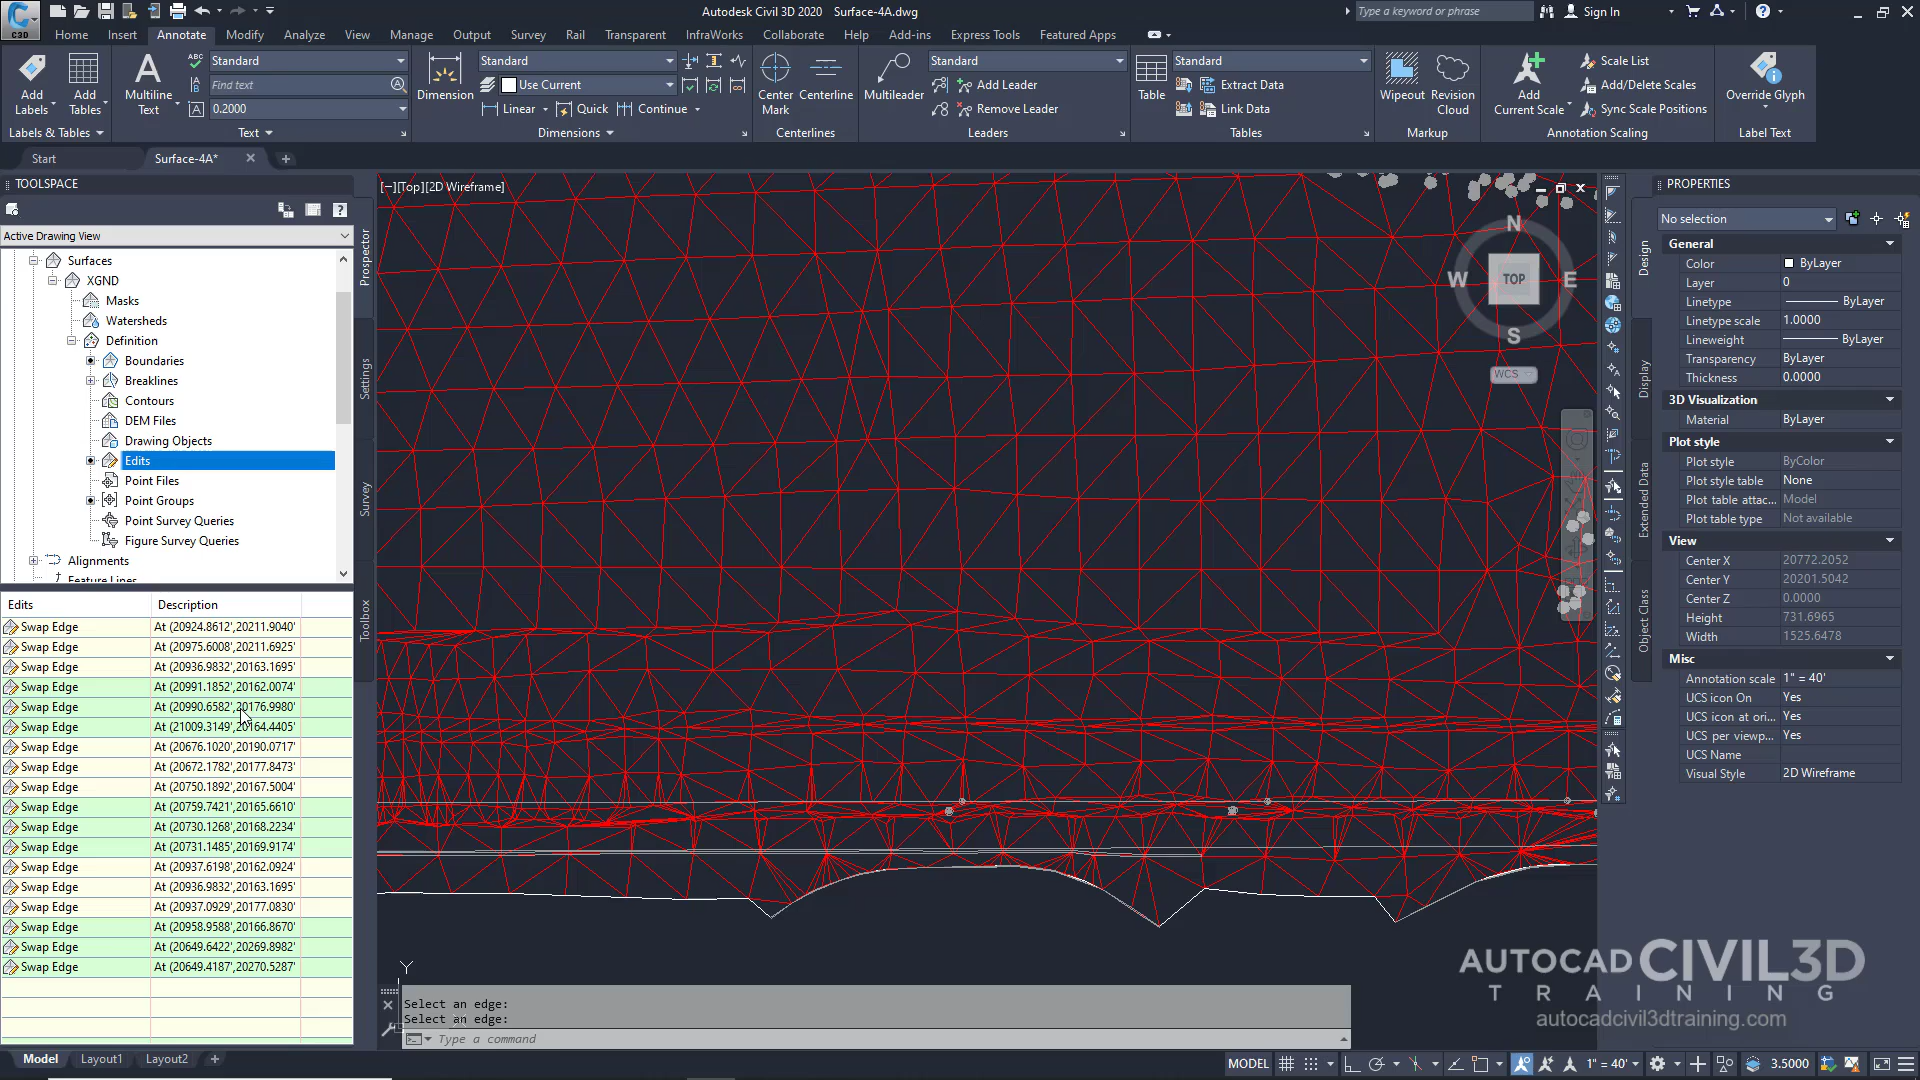 Autodesk Civil 3D 2020 Surface-4A.dwg
Type a keyword or phrase
Sign In
C3D
Home Insert Annotate Modify Analyze View Manage Output Survey Rail Transparent InfraWorks Collaborate Help Add-ins Express Tools Featured Apps
Add Labels
Add Tables
Labels & Tables
Multiline Text
ABC
Standard
Find text
0.2000
Text
Dimension
Standard
Use Current
Linear Quick Continue
Dimensions
Center Mark
Centerline
Centerlines
Multileader
Standard
Add Leader
Remove Leader
Leaders
Table
Standard
Extract Data
Link Data
Tables
Wipeout
Revision Cloud
Markup
Add Current Scale
Scale List
Add/Delete Scales
Sync Scale Positions
Annotation Scaling
Override Glyph
Label Text
Start Surface-4A*
TOOLSPACE
Active Drawing View
Surfaces
XGND
Masks
Watersheds
Definition
Boundaries
Breaklines
Contours
DEM Files
Drawing Objects
Edits
Point Files
Point Groups
Point Survey Queries
Figure Survey Queries
Alignments
Feature Lines
Prospector
Settings
Survey
Toolbox
Edits Description
Swap Edge At (20924.8612',20211.9040'
Swap Edge At (20975.6008',20211.6925'
Swap Edge At (20936.9832',20163.1695'
Swap Edge At (20991.1852',20162.0074'
Swap Edge At (20990.6582',20176.9980'
Swap Edge At (21009.3149',20164.4405'
Swap Edge At (20676.1020',20190.0717'
Swap Edge At (20672.1782',20177.8473'
Swap Edge At (20750.1892',20167.5004'
Swap Edge At (20759.7421',20165.6610'
Swap Edge At (20730.1268',20168.2234'
Swap Edge At (20731.1485',20169.9174'
Swap Edge At (20937.6198',20162.0924'
Swap Edge At (20936.9832',20163.1695'
Swap Edge At (20937.0929',20177.0830'
Swap Edge At (20958.9588',20166.8670'
Swap Edge At (20649.6422',20269.8982'
Swap Edge At (20649.4187',20270.5287'
[−][Top][2D Wireframe]
N
W TOP E
S
WCS
Y
Select an edge:
Select an edge:
Type a command
PROPERTIES
No selection
Design
Display
Extended Data
Object Class
General
Color ByLayer
Layer 0
Linetype ByLayer
Linetype scale 1.0000
Lineweight ByLayer
Transparency ByLayer
Thickness 0.0000
3D Visualization
Material ByLayer
Plot style
Plot style ByColor
Plot style table None
Plot table attac... Model
Plot table type Not available
View
Center X 20772.2052
Center Y 20201.5042
Center Z 0.0000
Height 731.6965
Width 1525.6478
Misc
Annotation scale 1" = 40'
UCS icon On Yes
UCS icon at ori... Yes
UCS per viewp... Yes
UCS Name
Visual Style 2D Wireframe
AUTOCAD CIVIL3D
TRAINING
autocadcivil3dtraining.com
Model Layout1 Layout2
MODEL 1" = 40' 3.5000